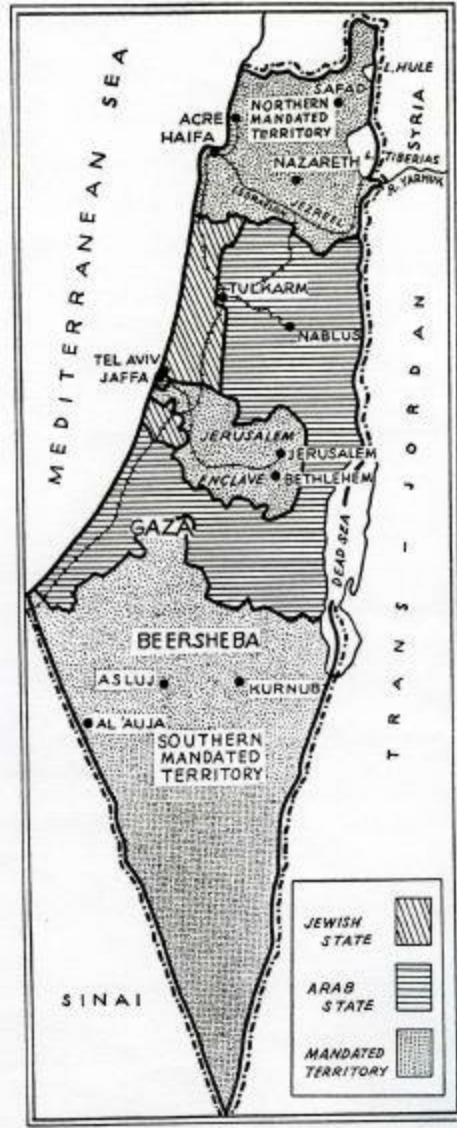 MEDITERRANEAN SEA
L. HULE
SAFAD
SYRIA
NORTHERN
MANDATED
TERRITORY
ACRE
HAIFA
L.
TIBERIAS
NAZARETH
R. YARMUK
ESDRAELON
JEZREEL
TULKARM
NABLUS
TEL AVIV
JAFFA
JERUSALEM
ENCLAVE
JERUSALEM
BETHLEHEM
TRANS-JORDAN
GAZA
DEAD SEA
BEERSHEBA
ASLUJ
KURNUB
AL 'AUJA
SOUTHERN
MANDATED
TERRITORY
SINAI
JEWISH
STATE
ARAB
STATE
MANDATED
TERRITORY